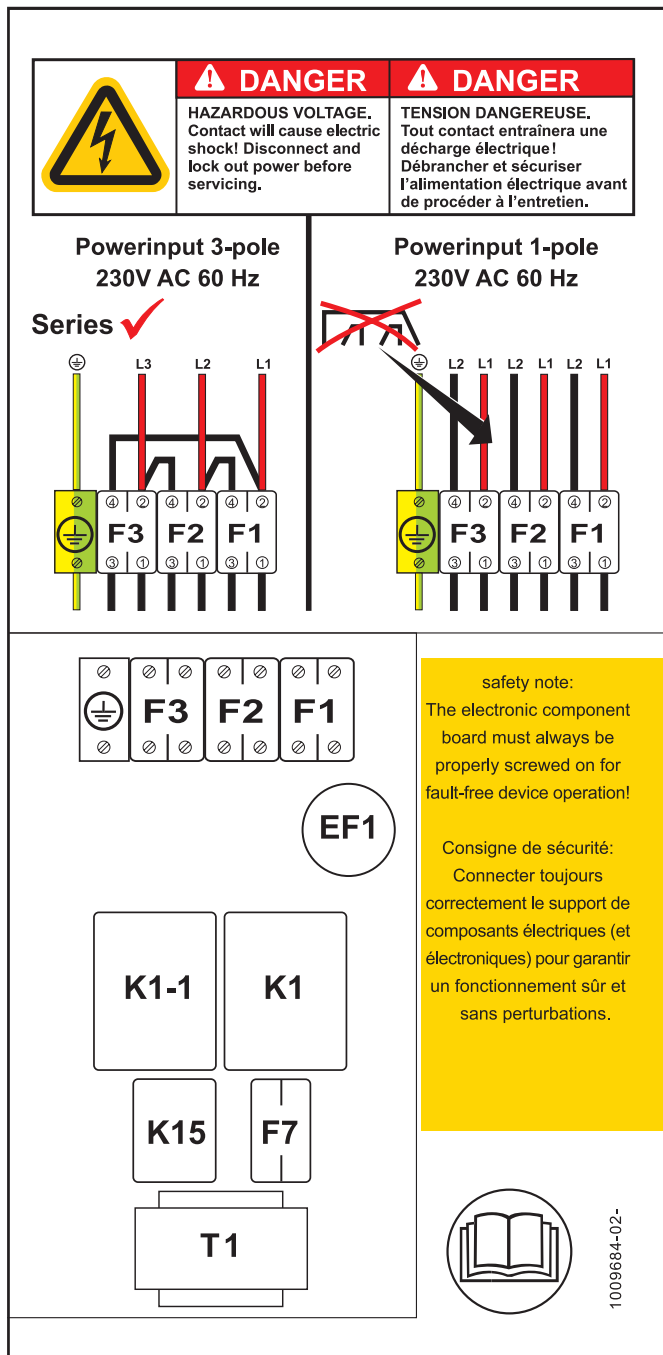 DANGER
HAZARDOUS VOLTAGE.
Contact will cause electric
shock! Disconnect and
lock out power before
servicing.
DANGER
TENSION DANGEREUSE.
Tout contact entraînera une
décharge électrique!
Débrancher et sécuriser
l'alimentation électrique avant
de procéder à l'entretien.
Powerinput 3-pole
230V AC 60 Hz
Series
L3 L2 L1
4 2 4 2 4 2
F3 F2 F1
3 1 3 1 3 1
Powerinput 1-pole
230V AC 60 Hz
L2 L1 L2 L1 L2 L1
4 2 4 2 4 2
F3 F2 F1
3 1 3 1 3 1
F3 F2 F1
EF1
K1-1 K1
K15 F7
T1
safety note:
The electronic component
board must always be
properly screwed on for
fault-free device operation!
Consigne de sécurité:
Connecter toujours
correctement le support de
composants électriques (et
électroniques) pour garantir
un fonctionnement sûr et
sans perturbations.
1009684-02-